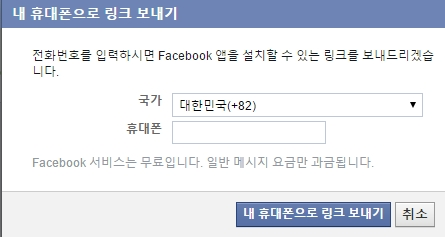 내 휴대폰으로 링크 보내기
전화번호를 입력하시면 Facebook 앱을 설치할 수 있는 링크를 보내드리겠습
니다.
국가 대한민국(+82)
휴대폰
Facebook 서비스는 무료입니다. 일반 메시지 요금만 과금됩니다.
내 휴대폰으로 링크 보내기 취소